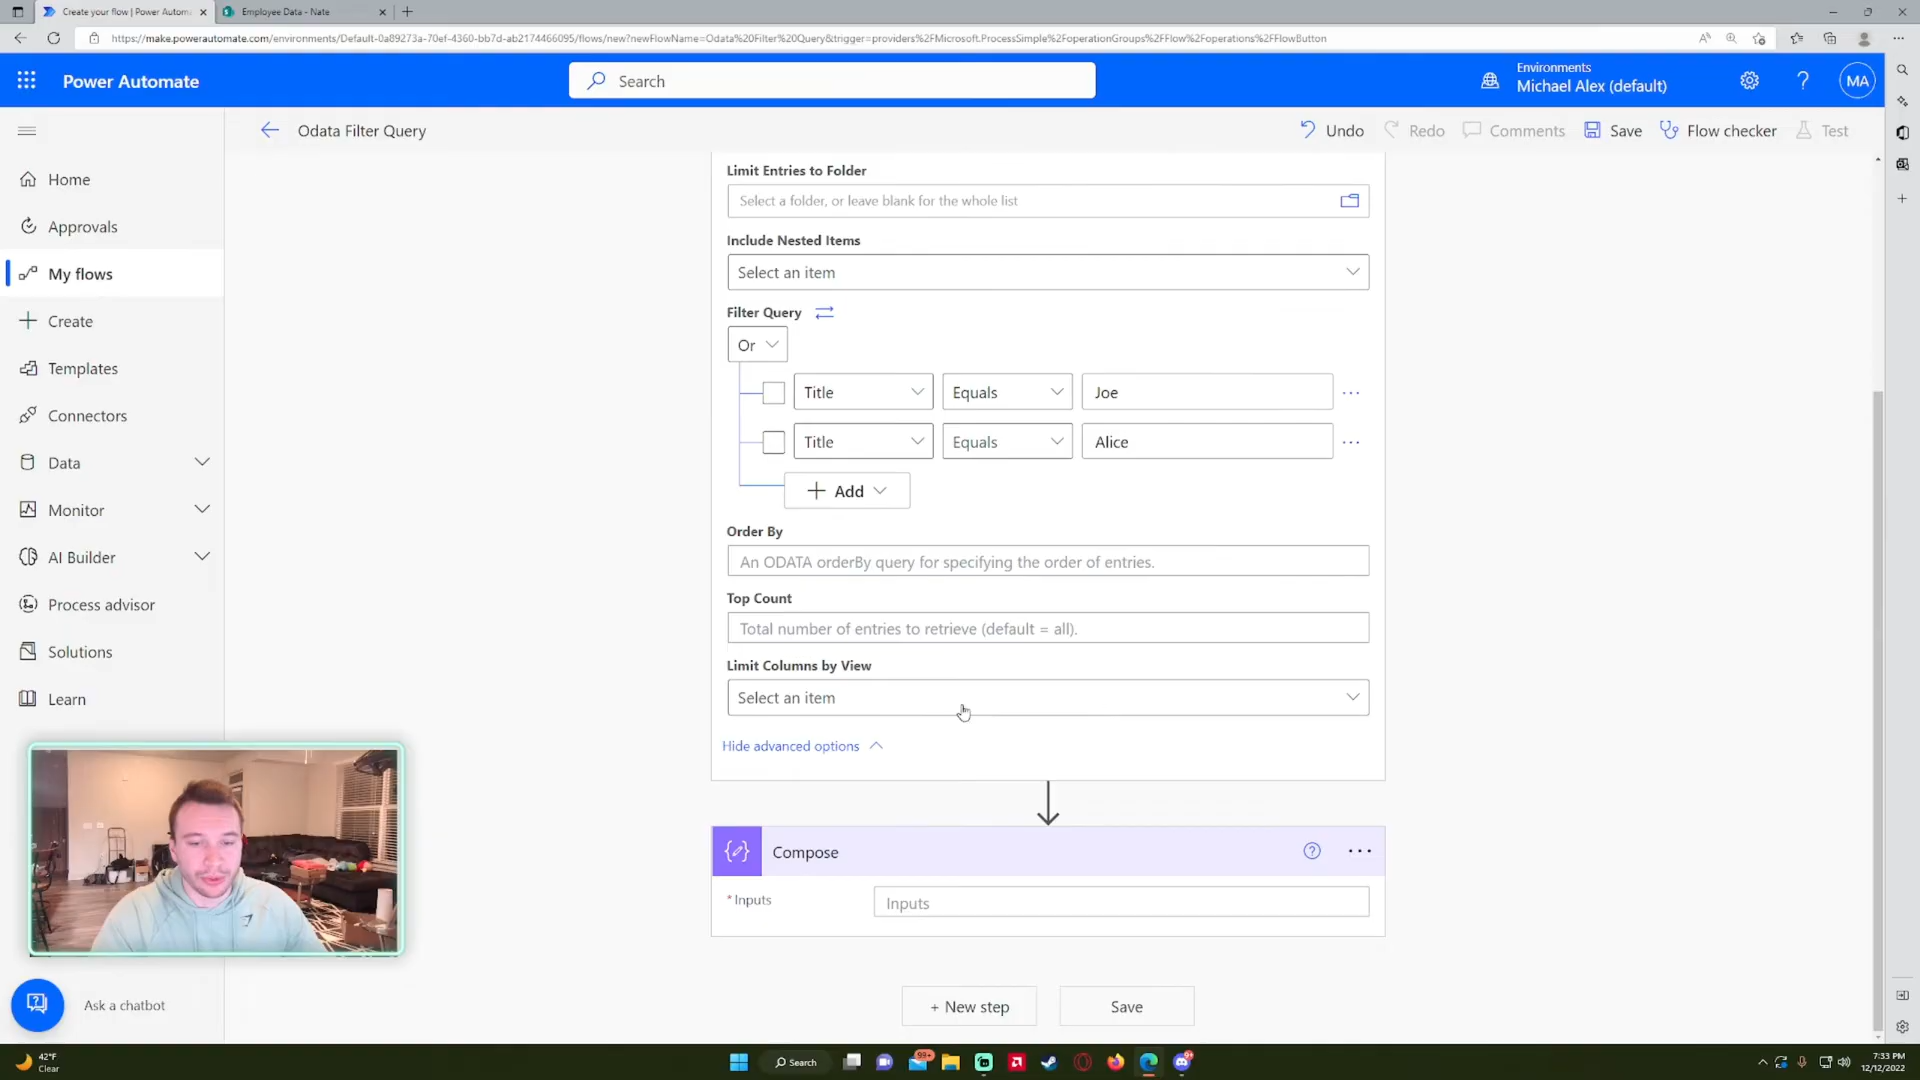 Create your flow | Power Autom
Employee Data - Nate
https://make.powerautomate.com/environments/Default-0a89273a-70ef-4360-bb7d-ab2174466095/flows/new?newFlowName=Odata%20Filter%20Query&trigger=providers%2FMicrosoft.ProcessSimple%2FoperationGroups%2FFlow%2Foperations%2FFlowButton
Power Automate
Search
Environments
Michael Alex (default)
?
MA
Odata Filter Query
Undo
Redo
Comments
Save
Flow checker
Test
Home
Approvals
My flows
Create
Templates
Connectors
Data
Monitor
AI Builder
Process advisor
Solutions
Learn
Ask a chatbot
Limit Entries to Folder
Select a folder, or leave blank for the whole list
Include Nested Items
Select an item
Filter Query
Or
Title Equals Joe
Title Equals Alice
Add
Order By
An ODATA orderBy query for specifying the order of entries.
Top Count
Total number of entries to retrieve (default = all).
Limit Columns by View
Select an item
Hide advanced options
Compose
* Inputs
Inputs
+ New step
Save
42°F
Clear
Search
99+
7:33 PM
12/12/2022